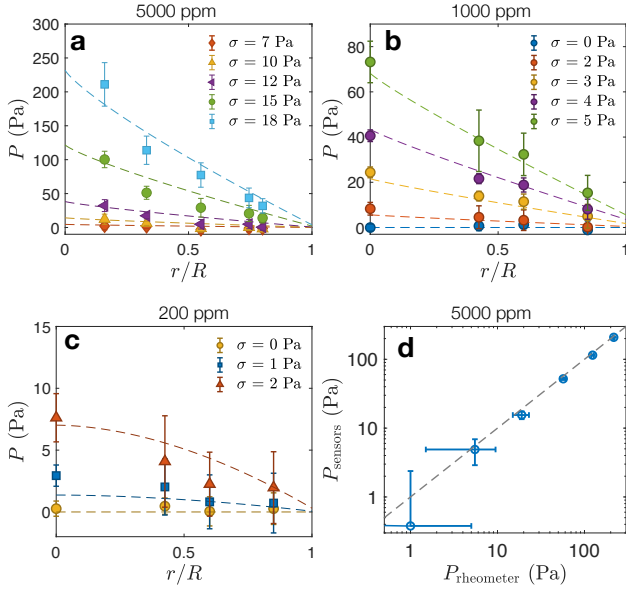 5000 ppm
a
σ = 7 Pa
σ = 10 Pa
σ = 12 Pa
σ = 15 Pa
σ = 18 Pa
300
250
200
150
100
50
0
P (Pa)
0
0.5
1
r/R
1000 ppm
b
σ = 0 Pa
σ = 2 Pa
σ = 3 Pa
σ = 4 Pa
σ = 5 Pa
80
60
40
20
0
P (Pa)
0
0.5
1
r/R
200 ppm
c
σ = 0 Pa
σ = 1 Pa
σ = 2 Pa
15
10
5
0
P (Pa)
0
0.5
1
r/R
5000 ppm
d
100
10
1
P_sensors (Pa)
1
10
100
P_rheometer (Pa)